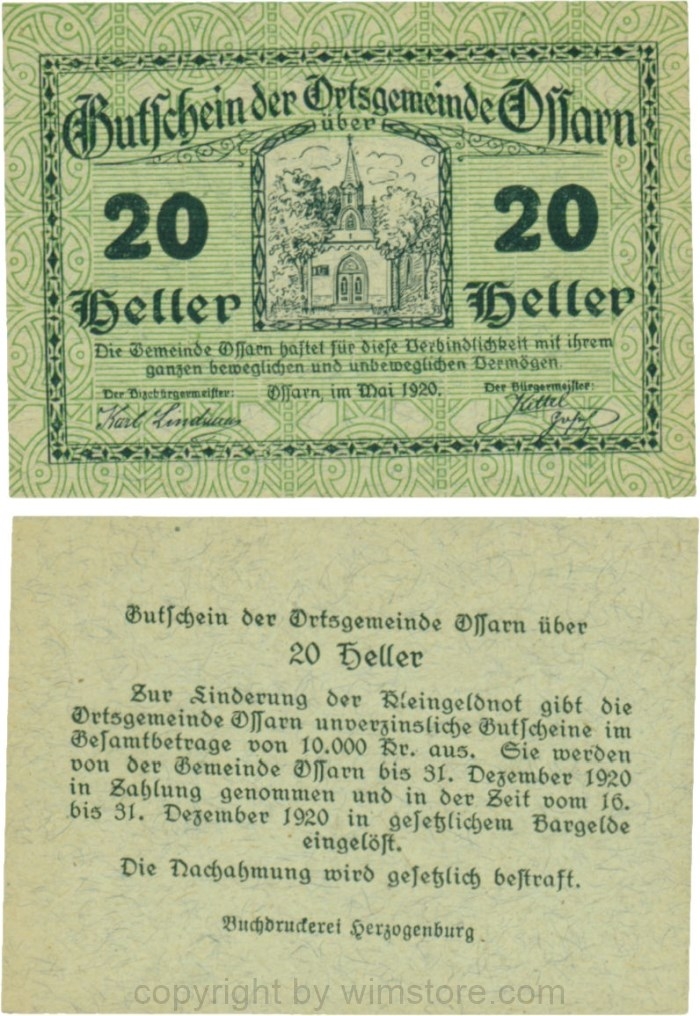 Gutschein der Ortsgemeinde Ossarn
über
20 20
Heller Heller
Die Gemeinde Ossarn haftet für diese Verbindlichkeit mit ihrem
ganzen beweglichen und unbeweglichen Vermögen.
Der Vizebürgermeister: Ossarn, im Mai 1920. Der Bürgermeister:
Karl
Gutschein der Ortsgemeinde Ossarn über
20 Heller
Zur Linderung der Kleingeldnot gibt die
Ortsgemeinde Ossarn unverzinsliche Gutscheine im
Gesamtbetrage von 10.000 Kr. aus. Sie werden
von der Gemeinde Ossarn bis 31. Dezember 1920
in Zahlung genommen und in der Zeit vom 16.
bis 31. Dezember 1920 in gesetzlichem Bargelde
eingelöst.
Die Nachahmung wird gesetzlich bestraft.
Buchdruckerei Herzogenburg
copyright by wimstore.com